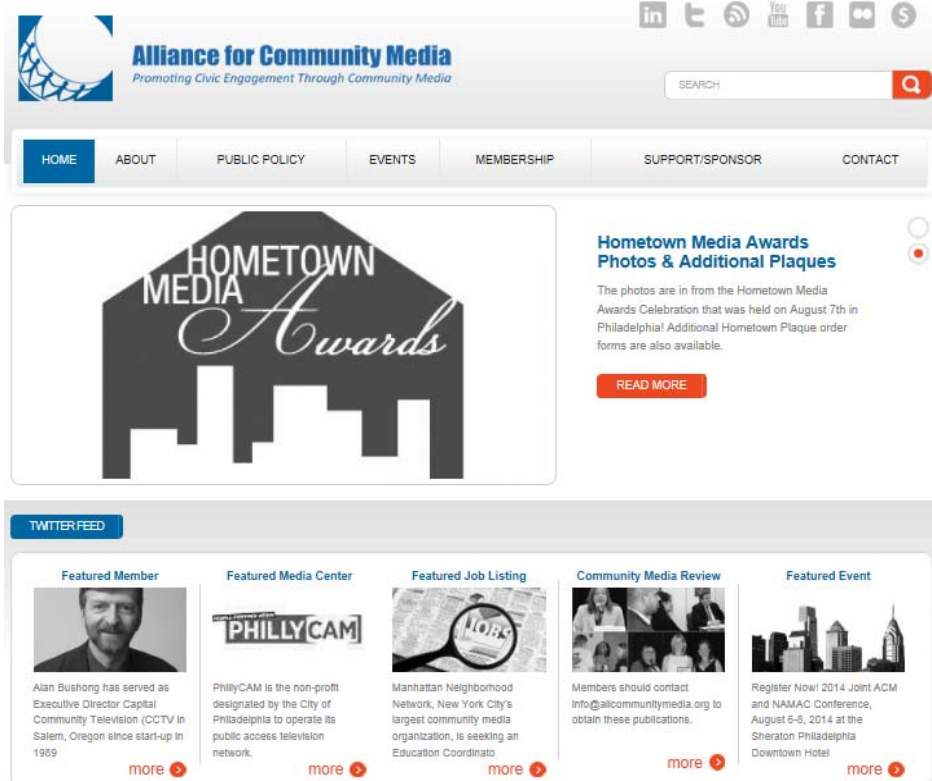 You
Tube
Alliance for Community Media
Promoting Civic Engagement Through Community Media
SEARCH
HOME
ABOUT
PUBLIC POLICY
EVENTS
MEMBERSHIP
SUPPORT/SPONSOR
CONTACT
HOMETOWN
MEDIA
Awards
Hometown Media Awards
Photos & Additional Plaques
The photos are in from the Hometown Media
Awards Celebration that was held on August 7th in
Philadelphia! Additional Hometown Plaque order
forms are also available.
READ MORE
TWITTER FEED
Featured Member
Alan Bushong has served as
Executive Director Capital
Community Television (CCTV in
Salem, Oregon since start-up in
1989
more
Featured Media Center
PHILLYCAM
PhillyCAM is the non-profit
designated by the City of
Philadelphia to operate its
public access television
network.
more
Featured Job Listing
JOBS
Manhattan Neighborhood
Network, New York City's
largest community media
organization, is seeking an
Education Coordinato
more
Community Media Review
Members should contact
info@allcommunitymedia.org to
obtain these publications.
more
Featured Event
Register Now! 2014 Joint ACM
and NAMAC Conference,
August 6-8, 2014 at the
Sheraton Philadelphia
Downtown Hotel
more